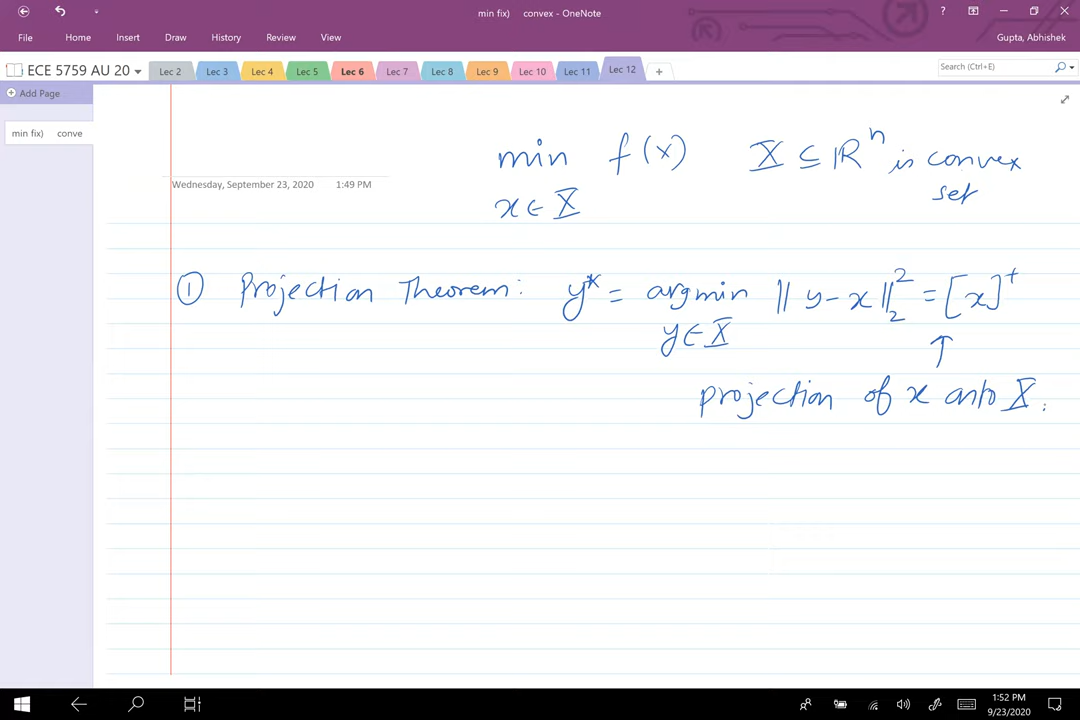 min fix) convex - OneNote
Gupta, Abhishek
File Home Insert Draw History Review View
ECE 5759 AU 20 Lec 2 Lec 3 Lec 4 Lec 5 Lec 6 Lec 7 Lec 8 Lec 9 Lec 10 Lec 11 Lec 12
Search (Ctrl+E)
Add Page
min fix) conve
min f(x) X ⊆ ℝ^n is convex
set
Wednesday, September 23, 2020 1:49 PM
x ∈ X
① Projection Theorem: y* = argmin || y - x ||_2^2 = [x]^+
y ∈ X
↑
projection of x onto X.
1:52 PM
9/23/2020